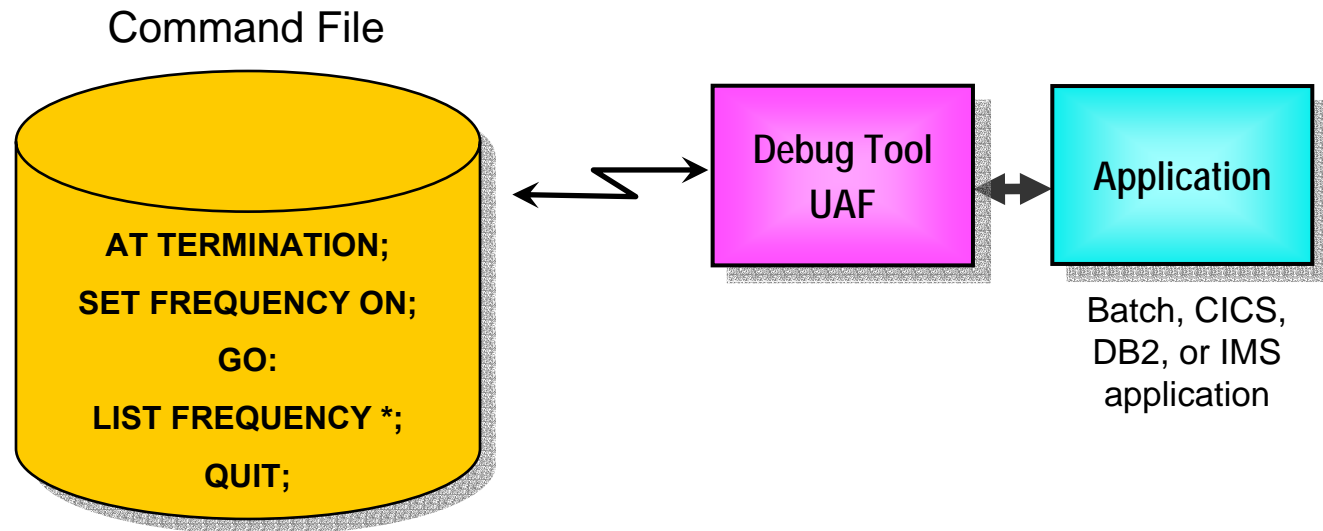 Command File
AT TERMINATION;
SET FREQUENCY ON;
GO:
LIST FREQUENCY *;
QUIT;
Debug Tool
UAF
Application
Batch, CICS,
DB2, or IMS
application